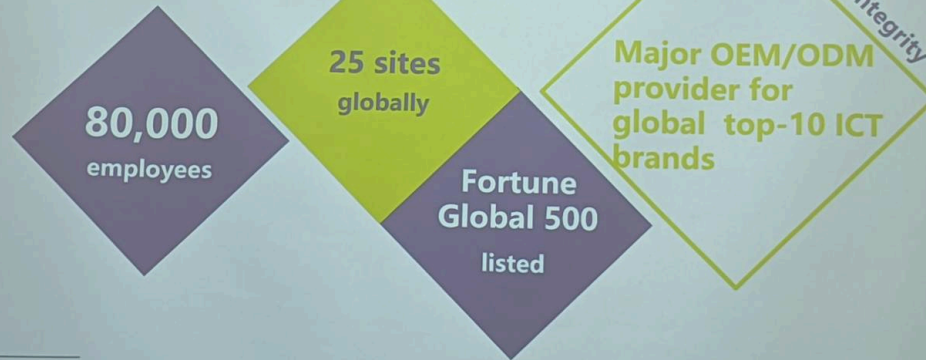 80,000
employees
25 sites
globally
Fortune
Global 500
listed
Major OEM/ODM
provider for
global top-10 ICT
brands